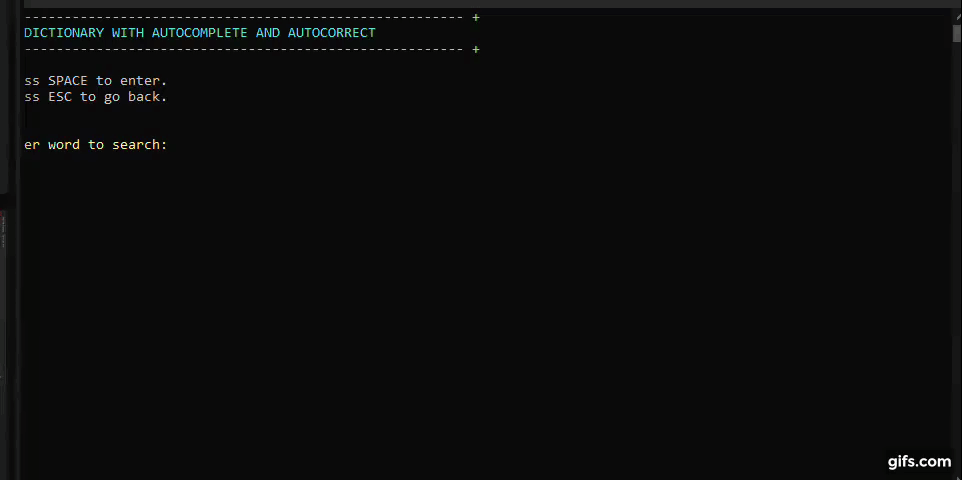 ------------------------------------------------------- +
DICTIONARY WITH AUTOCOMPLETE AND AUTOCORRECT
------------------------------------------------------- +
ss SPACE to enter.
ss ESC to go back.
er word to search:
gifs.com